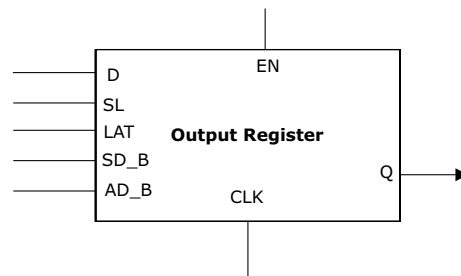 EN
D
SL
LAT
Output Register
SD_B
Q
AD_B
CLK